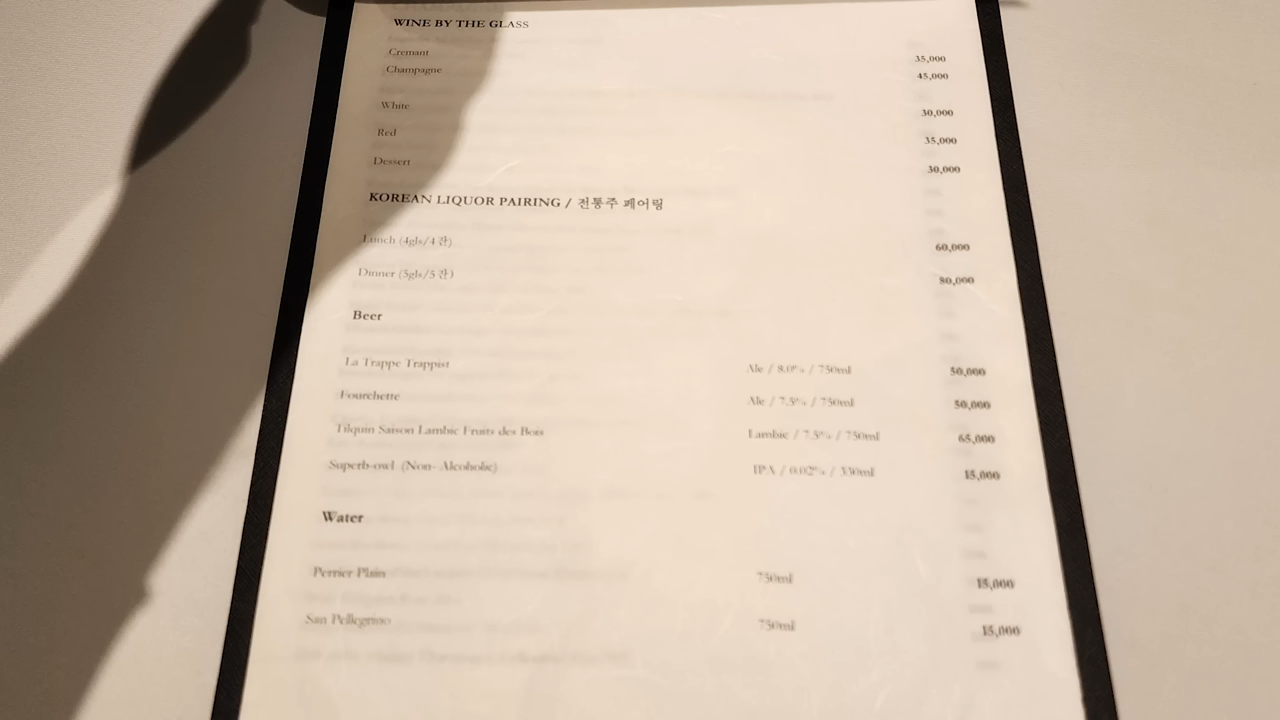 WINE BY THE GLASS
Cremant 35,000
Champagne 45,000
White 30,000
Red 35,000
Dessert 30,000
KOREAN LIQUOR PAIRING / 전통주 페어링
Lunch (4gls/4잔) 60,000
Dinner (5gls/5잔) 80,000
Beer
La Trappe Trappist Ale / 8.0% / 750ml 50,000
Fourchette Ale / 7.5% / 750ml 50,000
Tilquin Saison Lambic Fruits des Bois Lambic / 7.5% / 750ml 65,000
Superb-owl (Non- Alcoholic) IPA / 0.02% / 330ml 15,000
Water
Perrier Plain 750ml 15,000
San Pellegrino 750ml 15,000